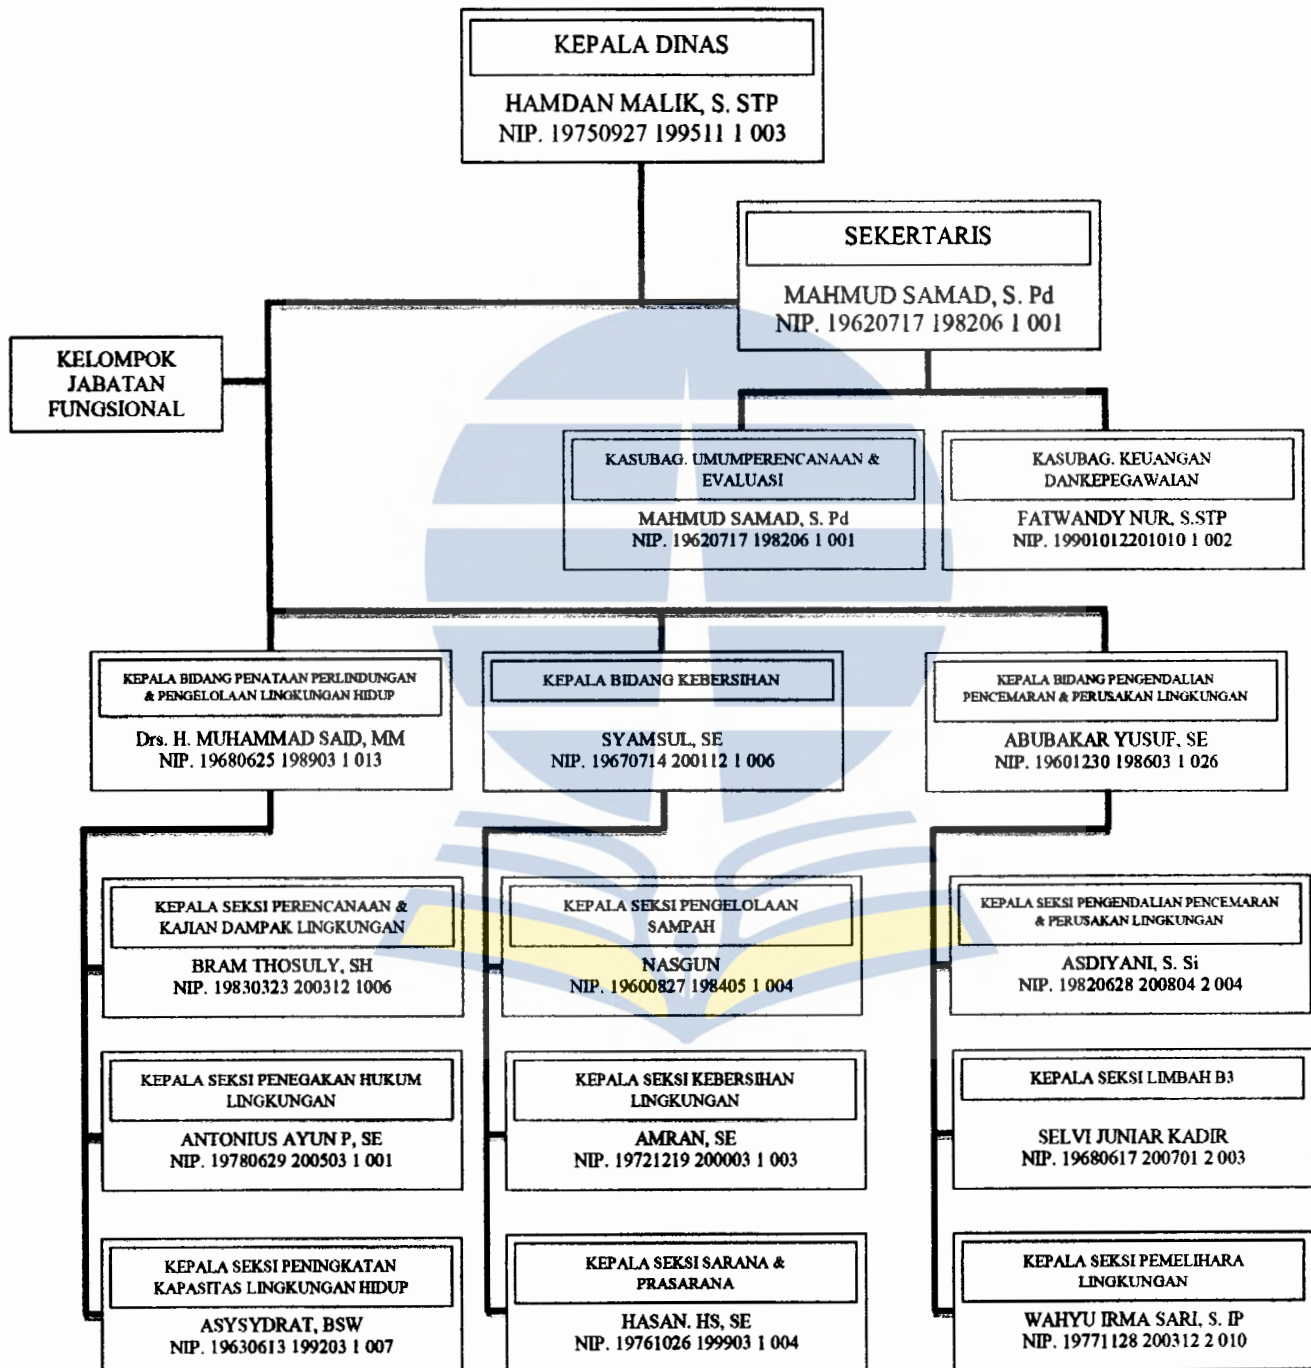 KEPALA DINAS
HAMDAN MALIK, S. STP
NIP. 19750927 199511 1 003
SEKERTARIS
MAHMUD SAMAD, S. Pd
NIP. 19620717 198206 1 001
KELOMPOK
JABATAN
FUNGSIONAL
KASUBAG. UMUMPERENCANAAN &
EVALUASI
MAHMUD SAMAD, S. Pd
NIP. 19620717 198206 1 001
KASUBAG. KEUANGAN
DANKEPEGAWAIAN
FATWANDY NUR, S.STP
NIP. 19901012201010 1 002
KEPALA BIDANG PENATAAN PERLINDUNGAN
& PENGELOLAAN LINGKUNGAN HIDUP
Drs. H. MUHAMMAD SAID, MM
NIP. 19680625 198903 1 013
KEPALA BIDANG KEBERSIHAN
SYAMSUL, SE
NIP. 19670714 200112 1 006
KEPALA BIDANG PENGENDALIAN
PENCEMARAN & PERUSAKAN LINGKUNGAN
ABUBAKAR YUSUF, SE
NIP. 19601230 198603 1 026
KEPALA SEKSI PERENCANAAN &
KAJIAN DAMPAK LINGKUNGAN
BRAM THOSULY, SH
NIP. 19830323 200312 1006
KEPALA SEKSI PENGELOLAAN
SAMPAH
NASGUN
NIP. 19600827 198405 1 004
KEPALA SEKSI PENGENDALIAN PENCEMARAN
& PERUSAKAN LINGKUNGAN
ASDIYANI, S. Si
NIP. 19820628 200804 2 004
KEPALA SEKSI PENEGAKAN HUKUM
LINGKUNGAN
ANTONIUS AYUN P, SE
NIP. 19780629 200503 1 001
KEPALA SEKSI KEBERSIHAN
LINGKUNGAN
AMRAN, SE
NIP. 19721219 200003 1 003
KEPALA SEKSI LIMBAH B3
SELVI JUNIAR KADIR
NIP. 19680617 200701 2 003
KEPALA SEKSI PENINGKATAN
KAPASITAS LINGKUNGAN HIDUP
ASYSYDRAT, BSW
NIP. 19630613 199203 1 007
KEPALA SEKSI SARANA &
PRASARANA
HASAN. HS, SE
NIP. 19761026 199903 1 004
KEPALA SEKSI PEMELIHARA
LINGKUNGAN
WAHYU IRMA SARI, S. IP
NIP. 19771128 200312 2 010